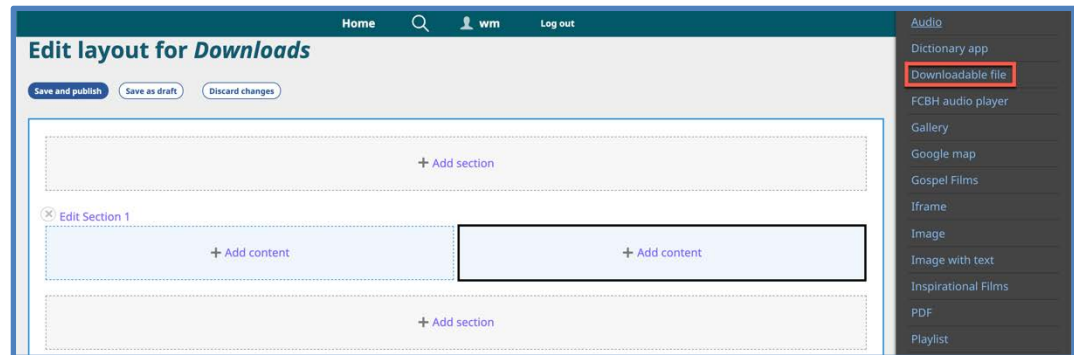 Home wm Log out
Edit layout for Downloads
Save and publish Save as draft Discard changes
+ Add section
Edit Section 1
+ Add content + Add content
+ Add section
Audio
Dictionary app
Downloadable file
FCBH audio player
Gallery
Google map
Gospel Films
Iframe
Image
Image with text
Inspirational Films
PDF
Playlist